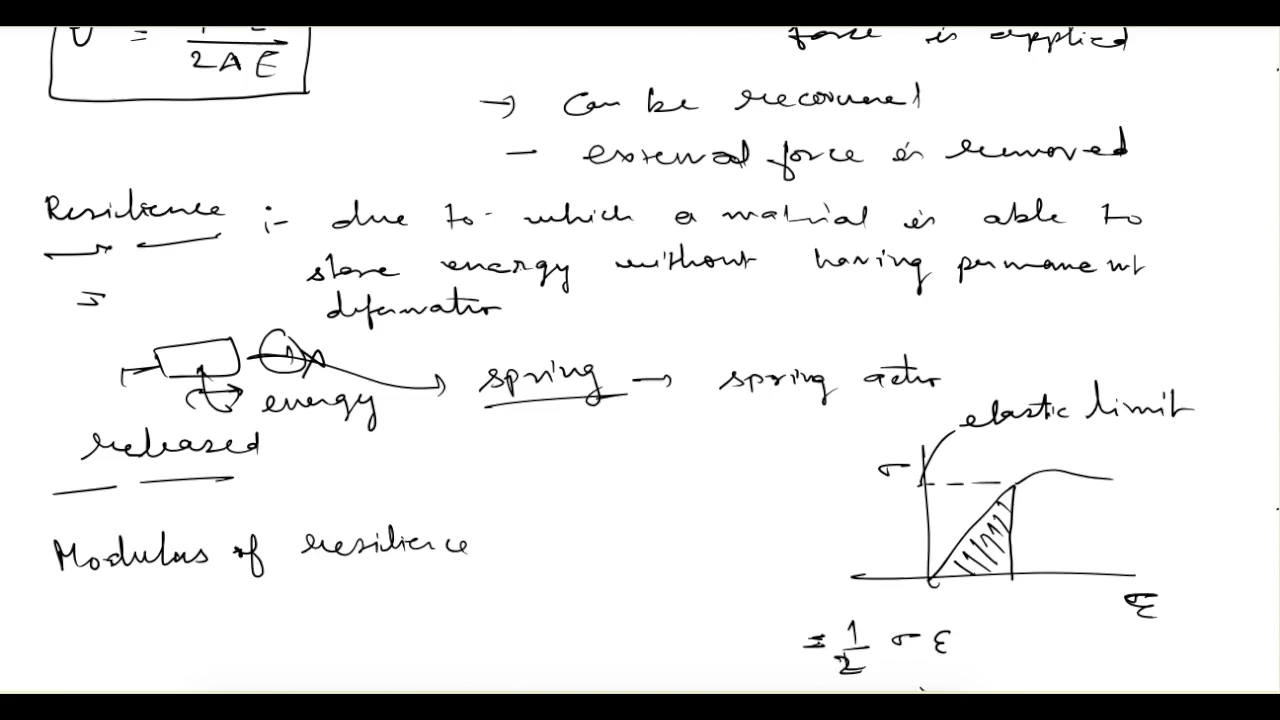 U = 2AE
force is applied
→ can be recovered
- external force is removed
Resilience :- due to which a material is able to
store energy without having permanent
deformation
energy → spring → spring action
released
elastic limit
σ
Modulus of resilience
ε
= 1/2 σ ε